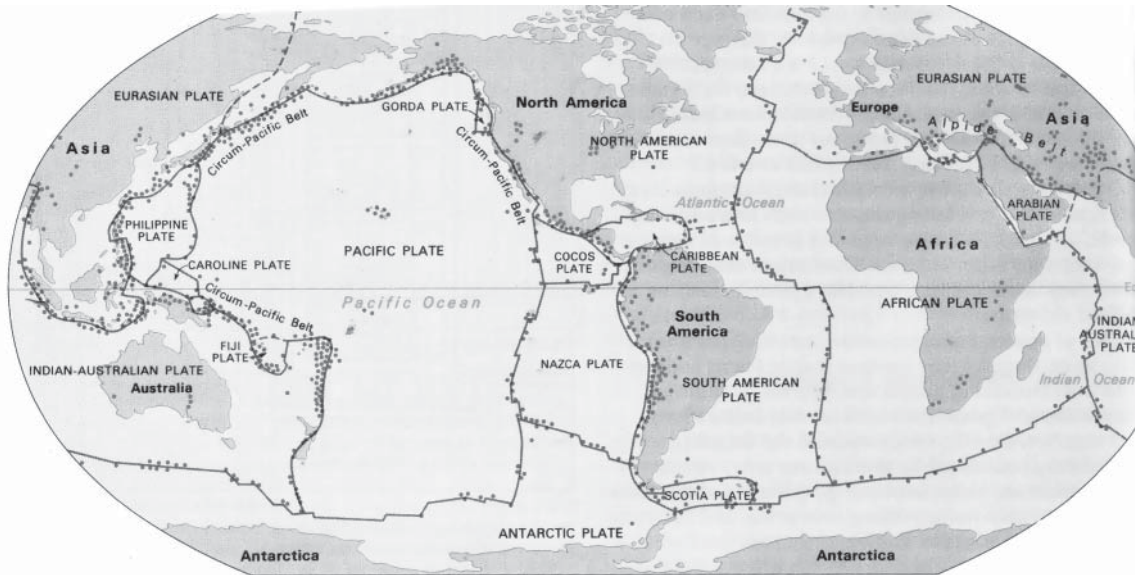 EURASIAN PLATE
Asia
Circum-Pacific Belt
GORDA PLATE
Circum-Pacific Belt
North America
NORTH AMERICAN
PLATE
Europe
EURASIAN PLATE
Alpide Belt
Asia
PHILIPPINE
PLATE
CAROLINE PLATE
PACIFIC PLATE
Pacific Ocean
Circum-Pacific Belt
COCOS
PLATE
CARIBBEAN
PLATE
Atlantic Ocean
ARABIAN
PLATE
Africa
AFRICAN PLATE
South
America
FIJI
PLATE
INDIAN-AUSTRALIAN PLATE
Australia
NAZCA PLATE
SOUTH AMERICAN
PLATE
INDIAN
AUSTRAL
PLATE
Indian Ocean
SCOTIA PLATE
ANTARCTIC PLATE
Antarctica
Antarctica